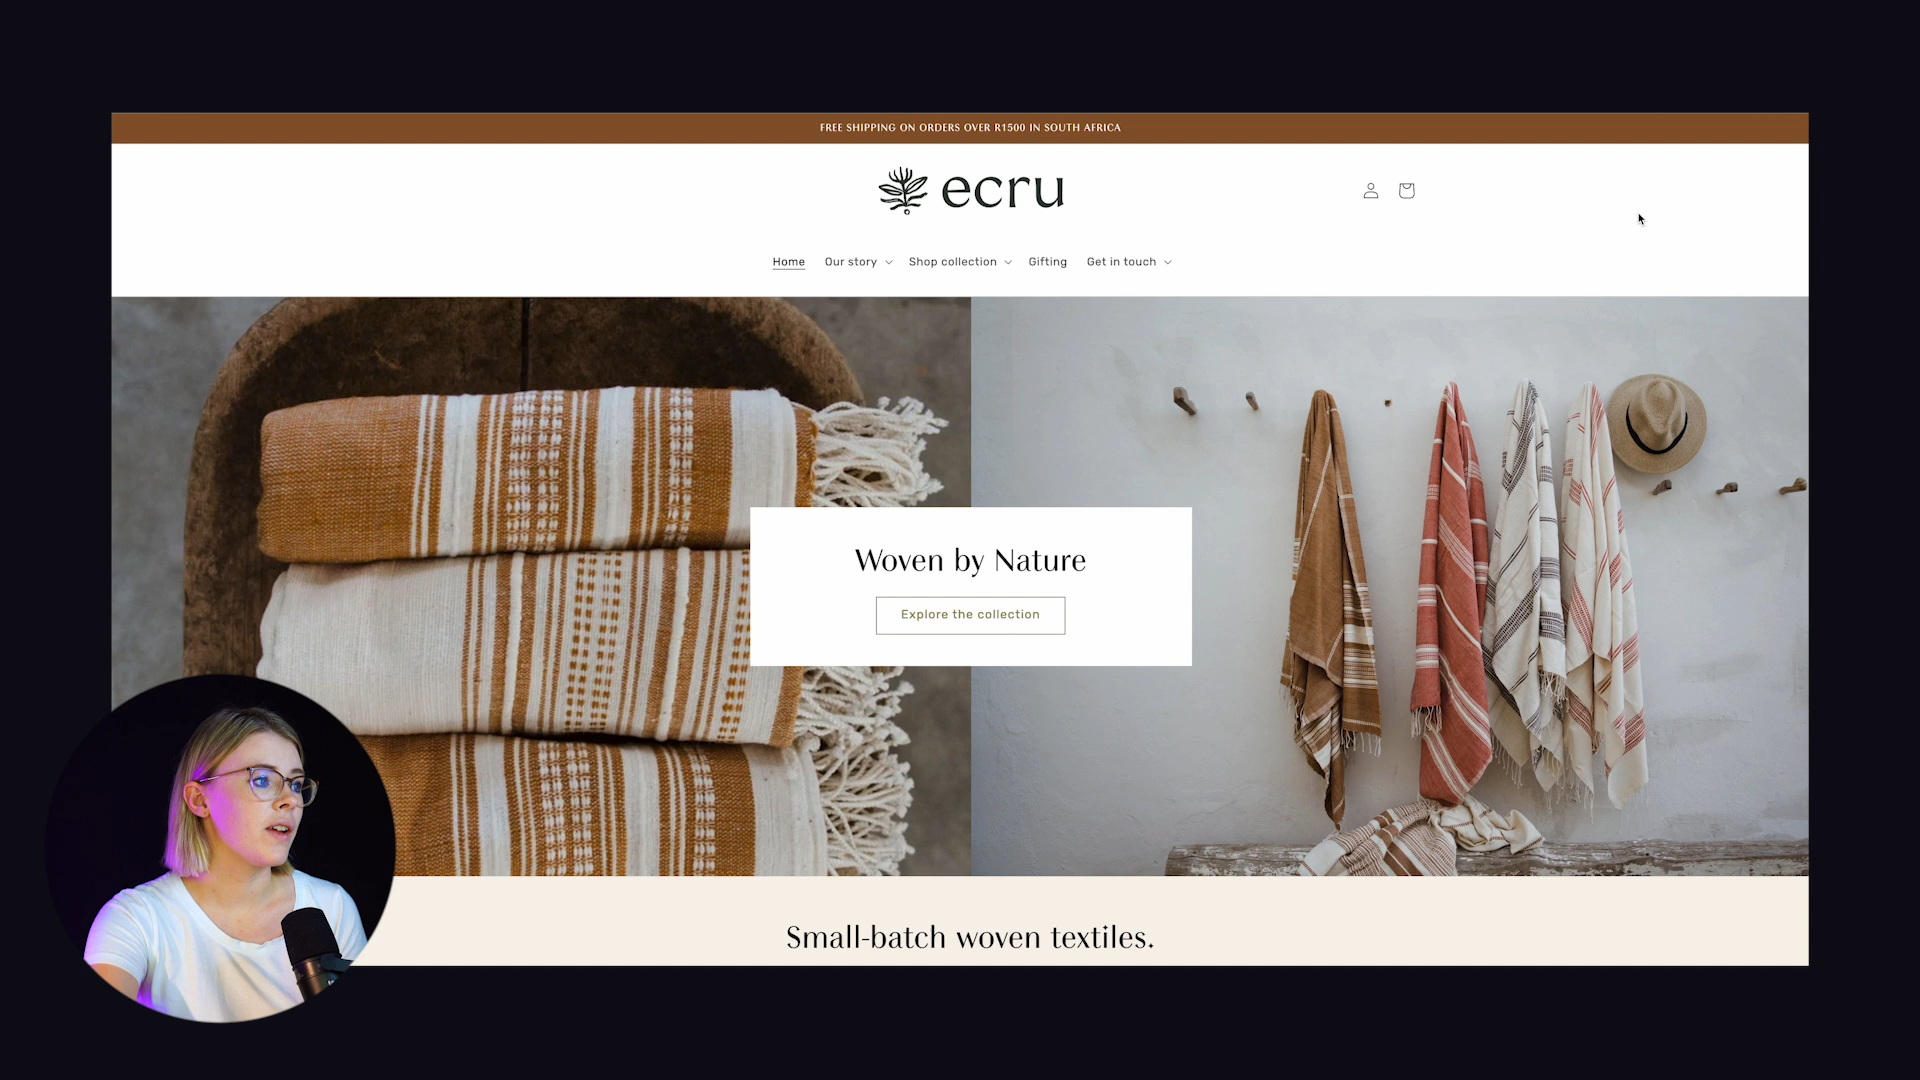 FREE SHIPPING ON ORDERS OVER R1500 IN SOUTH AFRICA
ecru
Home Our story Shop collection Gifting Get in touch
Woven by Nature
Explore the collection
Small-batch woven textiles.